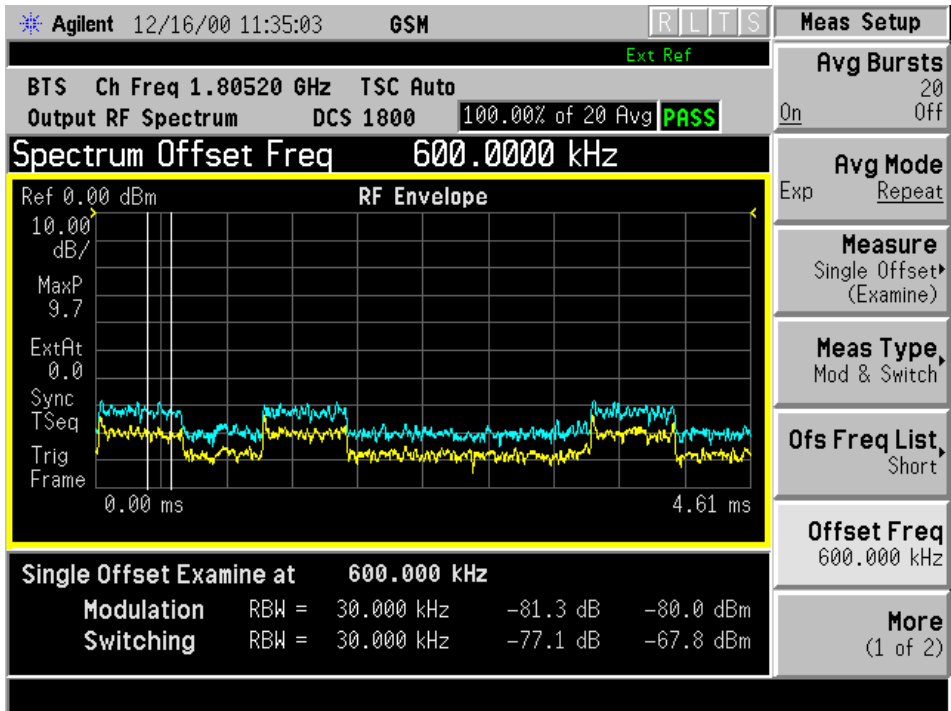 Agilent 12/16/00 11:35:03 GSM R L T S
Meas Setup
Ext Ref
BTS Ch Freq 1.80520 GHz TSC Auto
Output RF Spectrum DCS 1800 100.00% of 20 Avg PASS
Spectrum Offset Freq 600.0000 kHz
Ref 0.00 dBm RF Envelope
10.00
dB/
MaxP
9.7
ExtAt
0.0
Sync
TSeq
Trig
Frame
0.00 ms 4.61 ms
Single Offset Examine at 600.000 kHz
Modulation RBW = 30.000 kHz -81.3 dB -80.0 dBm
Switching RBW = 30.000 kHz -77.1 dB -67.8 dBm
Avg Bursts
20
On Off
Avg Mode
Exp Repeat
Measure
Single Offset
(Examine)
Meas Type
Mod & Switch
Ofs Freq List
Short
Offset Freq
600.000 kHz
More
(1 of 2)